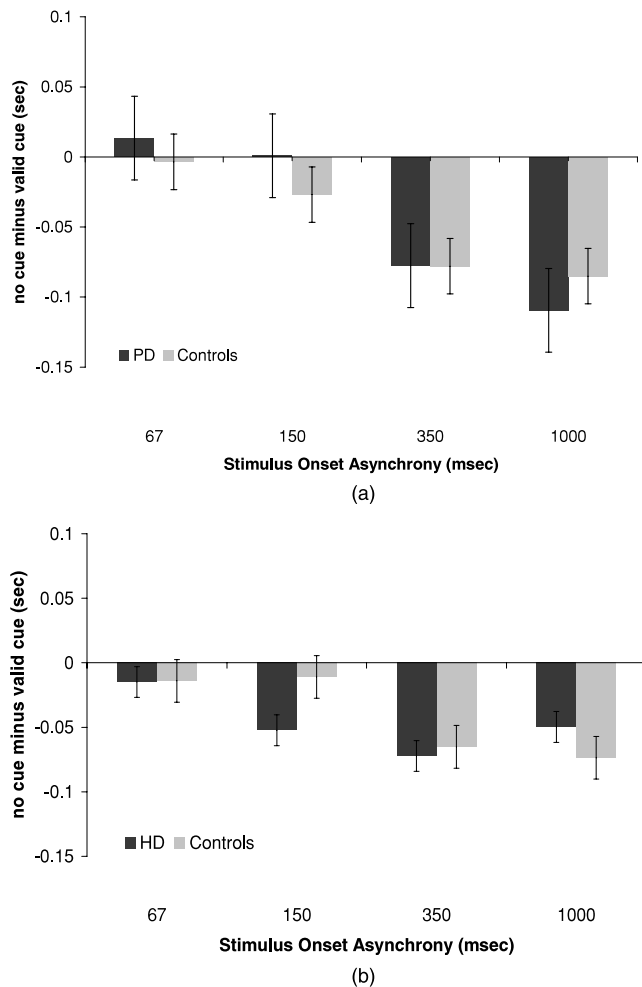 0.1
0.05
0
-0.05
-0.1
-0.15
no cue minus valid cue (sec)
PD Controls
67 150 350 1000
Stimulus Onset Asynchrony (msec)
(a)
0.1
0.05
0
-0.05
-0.1
-0.15
no cue minus valid cue (sec)
HD Controls
67 150 350 1000
Stimulus Onset Asynchrony (msec)
(b)